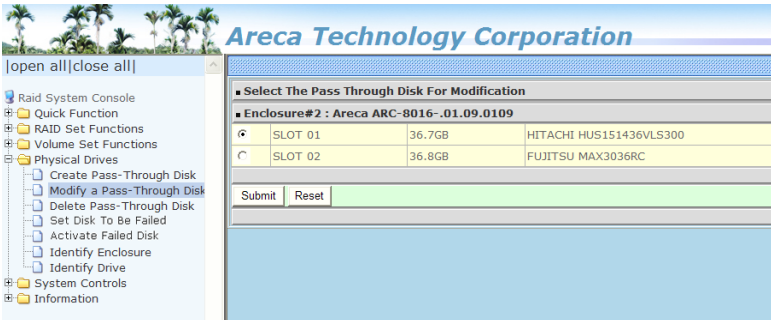 Areca Technology Corporation
|open all|close all|
Raid System Console
Quick Function
RAID Set Functions
Volume Set Functions
Physical Drives
Create Pass-Through Disk
Modify a Pass-Through Disk
Delete Pass-Through Disk
Set Disk To Be Failed
Activate Failed Disk
Identify Enclosure
Identify Drive
System Controls
Information
Select The Pass Through Disk For Modification
Enclosure#2 : Areca ARC-8016-.01.09.0109
SLOT 01 36.7GB HITACHI HUS151436VLS300
SLOT 02 36.8GB FUJITSU MAX3036RC
Submit Reset